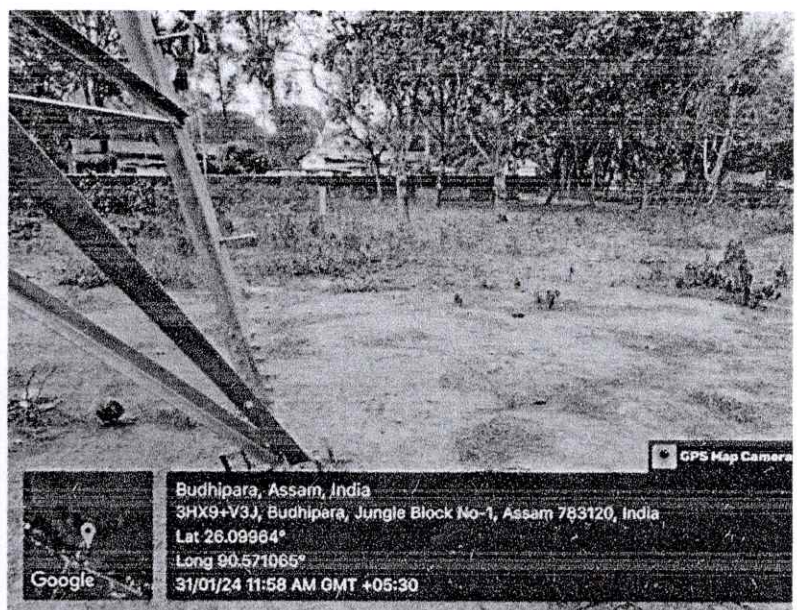 GPS Map Camera
Budhipara, Assam, India
3HX9+V3J, Budhipara, Jungle Block No-1, Assam 783120, India
Lat 26.09964°
Long 90.571065°
31/01/24 11:58 AM GMT +05:30
Google